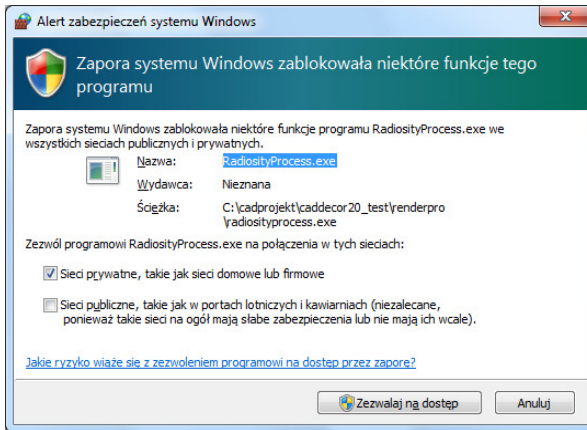 Alert zabezpieczeń systemu Windows
Zapora systemu Windows zablokowała niektóre funkcje tego
programu
Zapora systemu Windows zablokowała niektóre funkcje programu RadiosityProcess.exe we
wszystkich sieciach publicznych i prywatnych.
Nazwa: RadiosityProcess.exe
Wydawca: Nieznana
Ścieżka: C:\cadprojekt\caddecor20_test\renderpro
\radiosityprocess.exe
Zezwól programowi RadiosityProcess.exe na połączenia w tych sieciach:
Sieci prywatne, takie jak sieci domowe lub firmowe
Sieci publiczne, takie jak w portach lotniczych i kawiarniach (niezalecane,
ponieważ takie sieci na ogół mają słabe zabezpieczenia lub nie mają ich wcale).
Jakie ryzyko wiąże się z zezwoleniem programowi na dostęp przez zaporę?
Zezwalaj na dostęp Anuluj